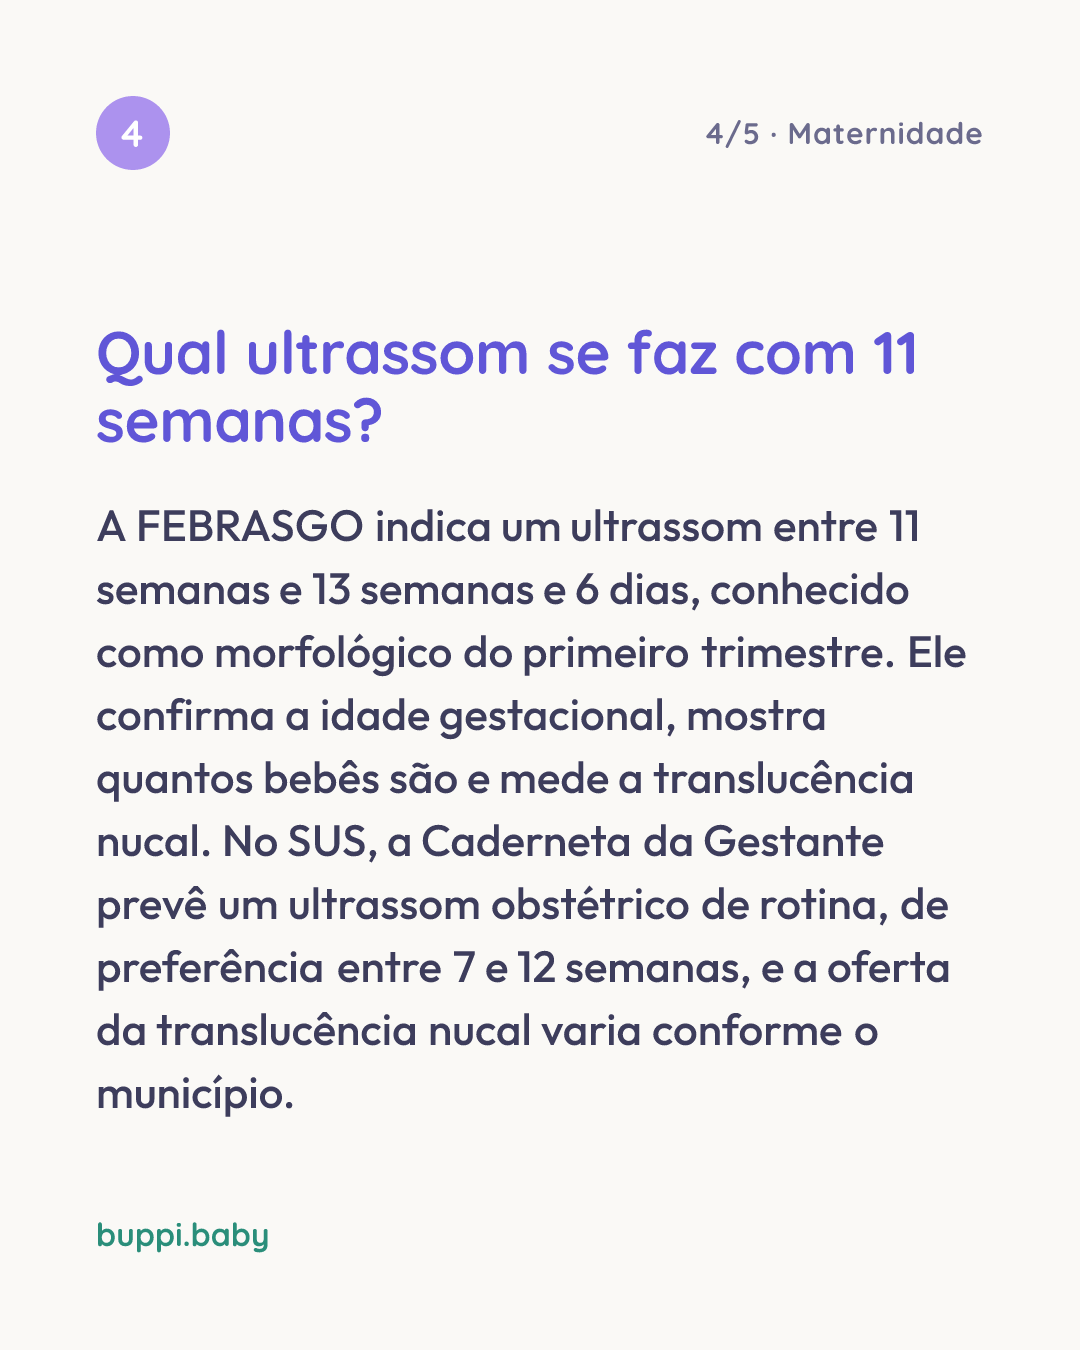 4
4/5 · Maternidade
Qual ultrassom se faz com 11
semanas?
A FEBRASGO indica um ultrassom entre 11
semanas e 13 semanas e 6 dias, conhecido
como morfológico do primeiro trimestre. Ele
confirma a idade gestacional, mostra
quantos bebês são e mede a translucência
nucal. No SUS, a Caderneta da Gestante
prevê um ultrassom obstétrico de rotina, de
preferência entre 7 e 12 semanas, e a oferta
da translucência nucal varia conforme o
município.
buppi.baby